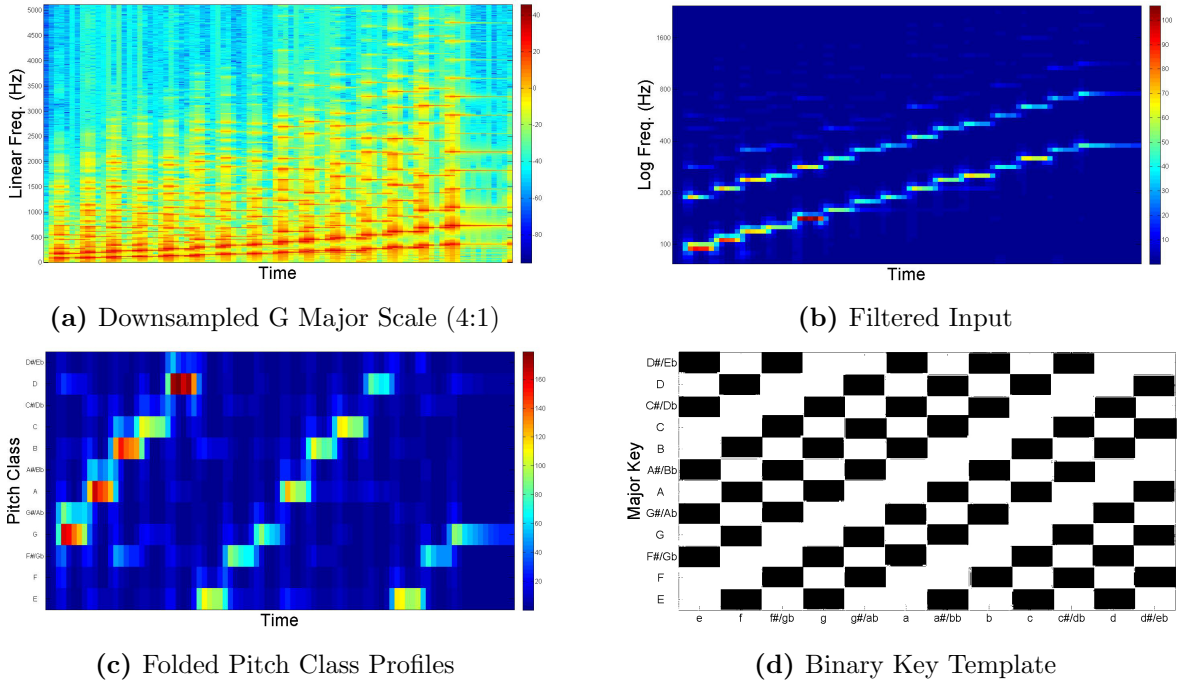 Linear Freq. (Hz)
5000
4500
4000
3500
3000
2500
2000
1500
1000
500
0
40
20
0
-20
-40
-60
-80
Time
(a) Downsampled G Major Scale (4:1)
Log Freq. (Hz)
1600
800
400
200
100
100
90
80
70
60
50
40
30
20
10
Time
(b) Filtered Input
Pitch Class
D#/Eb
D
C#/Db
C
B
A#/Bb
A
G#/Ab
G
F#/Gb
F
E
160
140
120
100
80
60
40
20
Time
(c) Folded Pitch Class Profiles
Major Key
D#/Eb
D
C#/Db
C
B
A#/Bb
A
G#/Ab
G
F#/Gb
F
E
e f f#/gb g g#/ab a a#/bb b c c#/db d d#/eb
(d) Binary Key Template